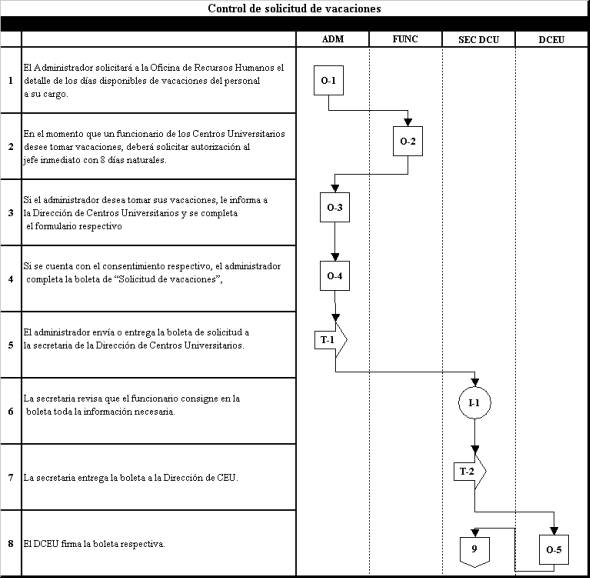 Control de solicitud de vacaciones
ADM FUNC SEC DCU DCEU
1 El Administrador solicitará a la Oficina de Recursos Humanos el
detalle de los días disponibles de vacaciones del personal
a su cargo.
O-1
2 En el momento que un funcionario de los Centros Universitarios
desee tomar vacaciones, deberá solicitar autorización al
jefe inmediato con 8 días naturales.
O-2
3 Si el administrador desea tomar sus vacaciones, le informa a
la Dirección de Centros Universitarios y se completa
el formulario respectivo
O-3
4 Si se cuenta con el consentimiento respectivo, el administrador
completa la boleta de “Solicitud de vacaciones”,
O-4
5 El administrador envía o entrega la boleta de solicitud a
la secretaria de la Dirección de Centros Universitarios.
T-1
6 La secretaria revisa que el funcionario consigne en la
boleta toda la información necesaria.
I-1
7 La secretaria entrega la boleta a la Dirección de CEU.
T-2
8 El DCEU firma la boleta respectiva.
9 O-5